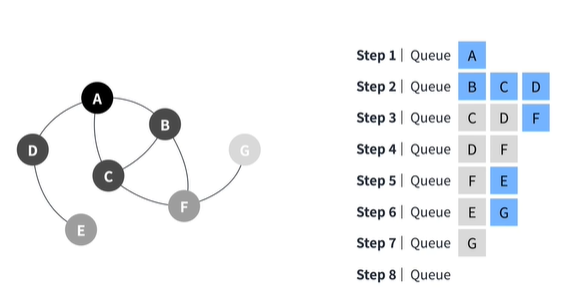 A
B
D
G
C
F
E
Step 1 | Queue A
Step 2 | Queue B C D
Step 3 | Queue C D F
Step 4 | Queue D F
Step 5 | Queue F E
Step 6 | Queue E G
Step 7 | Queue G
Step 8 | Queue